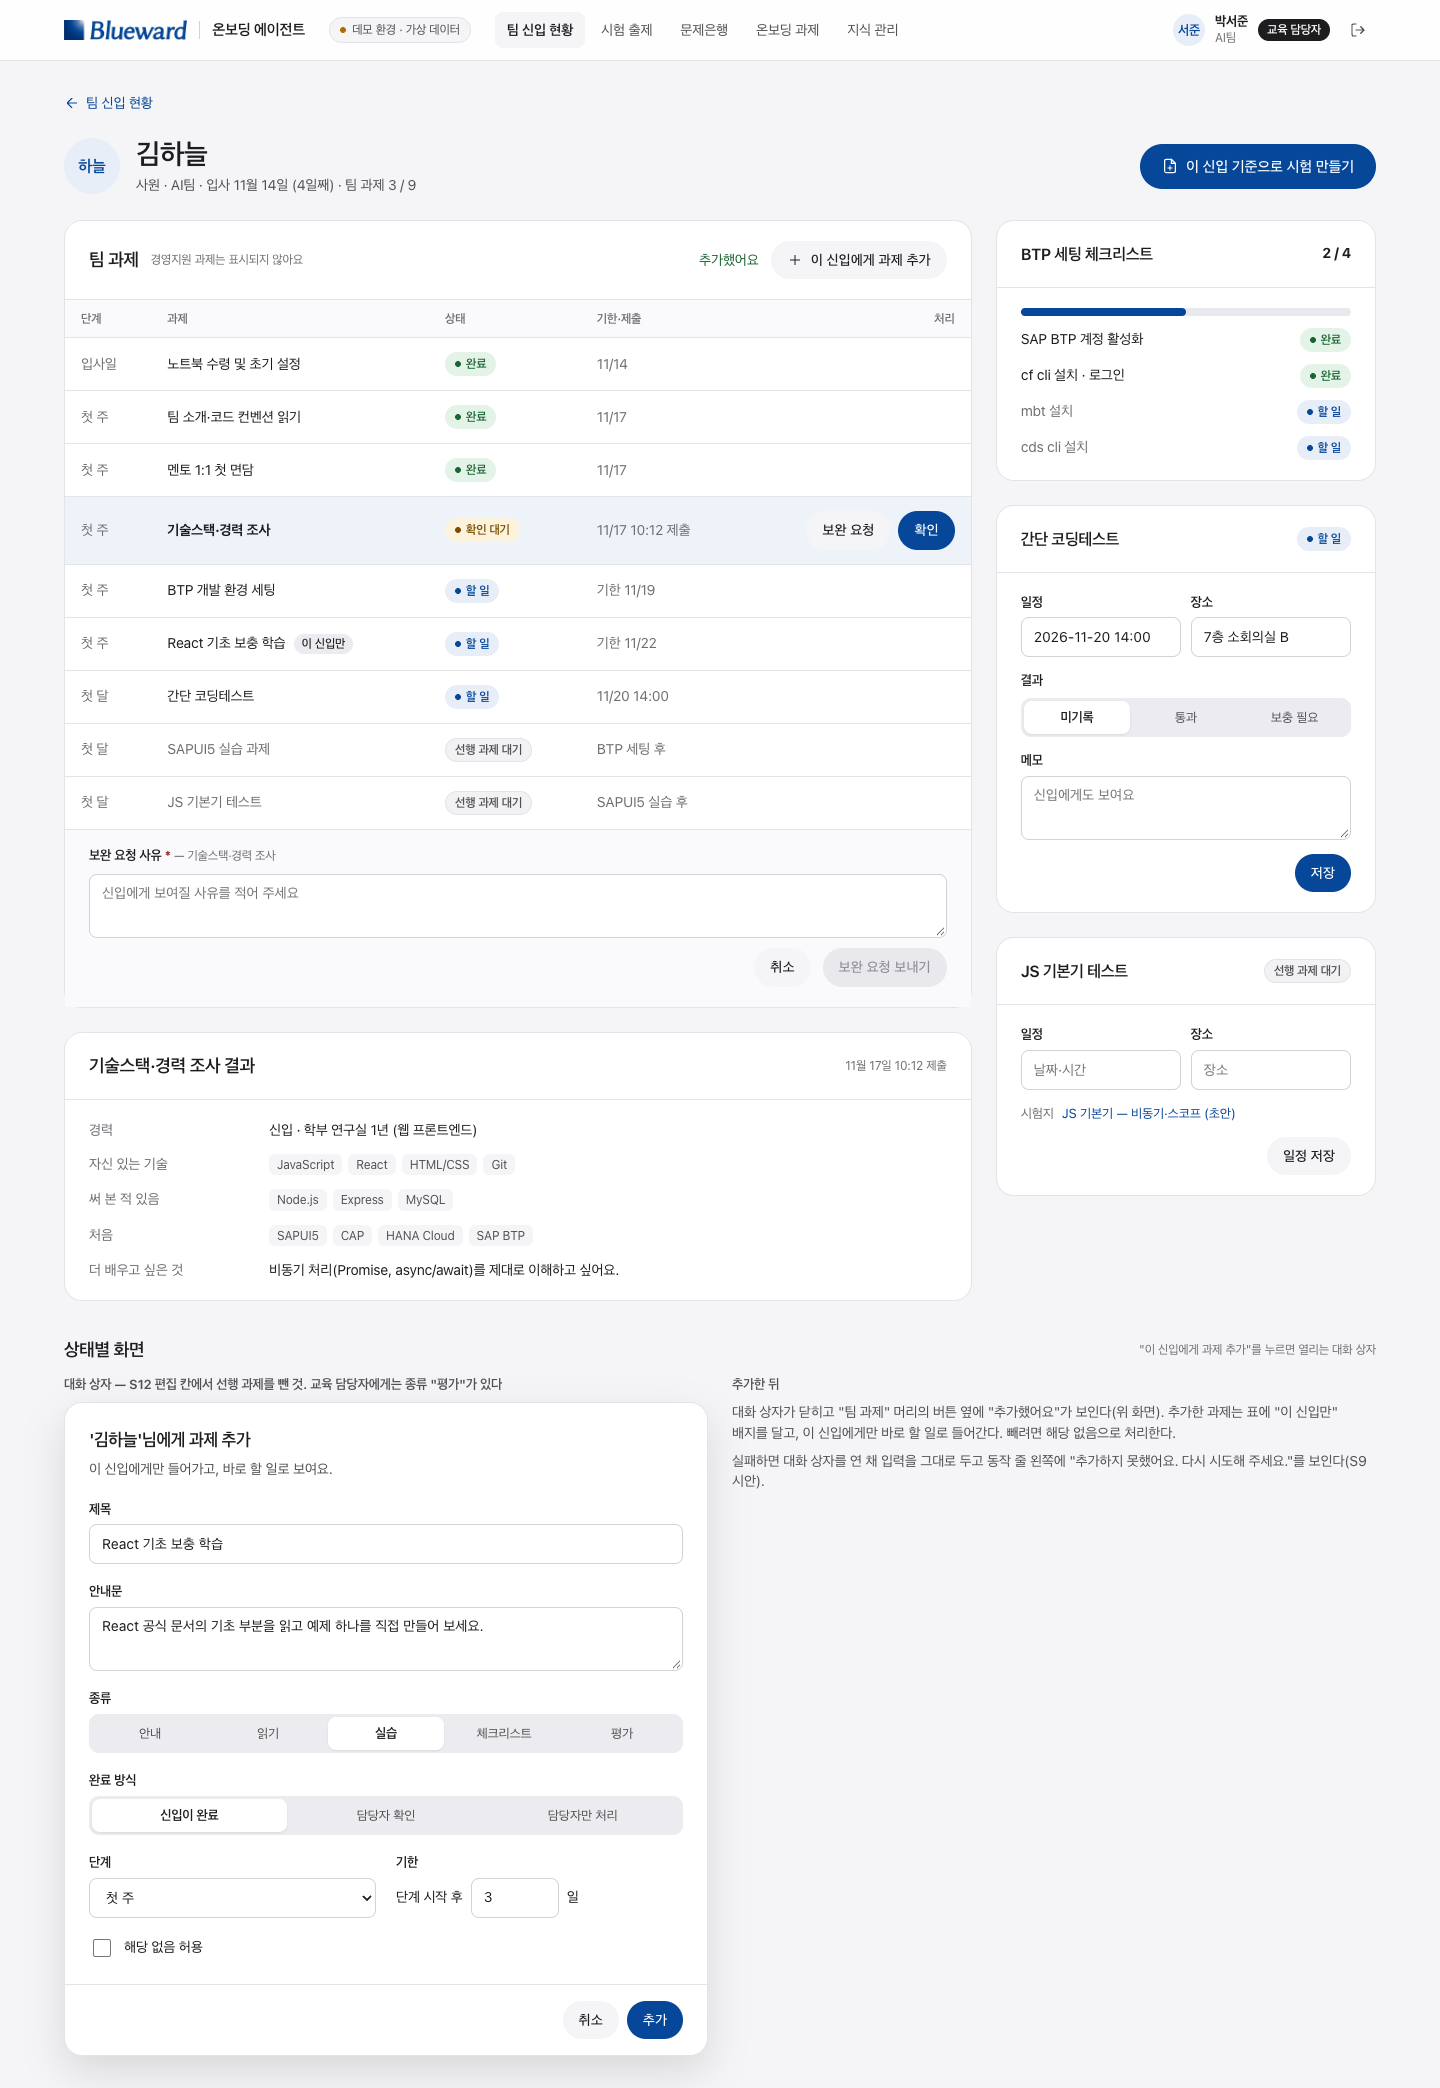 Blueward
온보딩 에이전트
데모 환경 · 가상 데이터
팀 신입 현황
시험 출제
문제은행
온보딩 과제
지식 관리
서준
박서준
AI팀
교육 담당자
팀 신입 현황
하늘
김하늘
사원 · AI팀 · 입사 11월 14일 (4일째) · 팀 과제 3 / 9
이 신입 기준으로 시험 만들기
팀 과제 경영지원 과제는 표시되지 않아요
추가했어요
이 신입에게 과제 추가
단계 과제 상태 기한·제출 처리
입사일 노트북 수령 및 초기 설정 완료 11/14
첫 주 팀 소개·코드 컨벤션 읽기 완료 11/17
첫 주 멘토 1:1 첫 면담 완료 11/17
첫 주 기술스택·경력 조사 확인 대기 11/17 10:12 제출 보완 요청 확인
첫 주 BTP 개발 환경 세팅 할 일 기한 11/19
첫 주 React 기초 보충 학습 이 신입만 할 일 기한 11/22
첫 달 간단 코딩테스트 할 일 11/20 14:00
첫 달 SAPUI5 실습 과제 선행 과제 대기 BTP 세팅 후
첫 달 JS 기본기 테스트 선행 과제 대기 SAPUI5 실습 후
보완 요청 사유 * — 기술스택·경력 조사
신입에게 보여질 사유를 적어 주세요
취소 보완 요청 보내기
기술스택·경력 조사 결과 11월 17일 10:12 제출
경력 신입 · 학부 연구실 1년 (웹 프론트엔드)
자신 있는 기술 JavaScript React HTML/CSS Git
써 본 적 있음 Node.js Express MySQL
처음 SAPUI5 CAP HANA Cloud SAP BTP
더 배우고 싶은 것 비동기 처리(Promise, async/await)를 제대로 이해하고 싶어요.
BTP 세팅 체크리스트 2 / 4
SAP BTP 계정 활성화 완료
cf cli 설치 · 로그인 완료
mbt 설치 할 일
cds cli 설치 할 일
간단 코딩테스트 할 일
일정 장소
2026-11-20 14:00 7층 소회의실 B
결과
미기록 통과 보충 필요
메모
신입에게도 보여요
저장
JS 기본기 테스트 선행 과제 대기
일정 장소
날짜·시간 장소
시험지 JS 기본기 — 비동기·스코프 (초안)
일정 저장
상태별 화면 "이 신입에게 과제 추가"를 누르면 열리는 대화 상자
대화 상자 — S12 편집 칸에서 선행 과제를 뺀 것. 교육 담당자에게는 종류 "평가"가 있다
'김하늘'님에게 과제 추가
이 신입에게만 들어가고, 바로 할 일로 보여요.
제목
React 기초 보충 학습
안내문
React 공식 문서의 기초 부분을 읽고 예제 하나를 직접 만들어 보세요.
종류
안내 읽기 실습 체크리스트 평가
완료 방식
신입이 완료 담당자 확인 담당자만 처리
단계 기한
첫 주 단계 시작 후 3 일
해당 없음 허용
취소 추가
추가한 뒤
대화 상자가 닫히고 "팀 과제" 머리의 버튼 옆에 "추가했어요"가 보인다(위 화면). 추가한 과제는 표에 "이 신입만"
배지를 달고, 이 신입에게만 바로 할 일로 들어간다. 빼려면 해당 없음으로 처리한다.
실패하면 대화 상자를 연 채 입력을 그대로 두고 동작 줄 왼쪽에 "추가하지 못했어요. 다시 시도해 주세요."를 보인다(S9
시안).